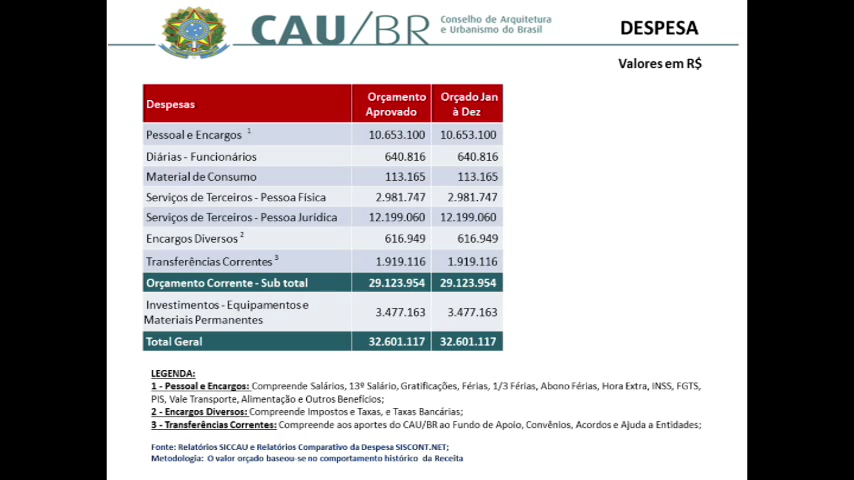 CAU/BR Conselho de Arquitetura
e Urbanismo do Brasil
DESPESA
Valores em R$
Despesas Orçamento Aprovado Orçado Jan à Dez
Pessoal e Encargos 1 10.653.100 10.653.100
Diárias - Funcionários 640.816 640.816
Material de Consumo 113.165 113.165
Serviços de Terceiros - Pessoa Física 2.981.747 2.981.747
Serviços de Terceiros - Pessoa Jurídica 12.199.060 12.199.060
Encargos Diversos 2 616.949 616.949
Transferências Correntes 3 1.919.116 1.919.116
Orçamento Corrente - Sub total 29.123.954 29.123.954
Investimentos - Equipamentos e
Materiais Permanentes 3.477.163 3.477.163
Total Geral 32.601.117 32.601.117
LEGENDA:
1 - Pessoal e Encargos: Compreende Salários, 13º Salário, Gratificações, Férias, 1/3 Férias, Abono Férias, Hora Extra, INSS, FGTS,
PIS, Vale Transporte, Alimentação e Outros Benefícios;
2 - Encargos Diversos: Compreende Impostos e Taxas, e Taxas Bancárias;
3 - Transferências Correntes: Compreende aos aportes do CAU/BR ao Fundo de Apoio, Convênios, Acordos e Ajuda a Entidades;
Fonte: Relatórios SICCAU e Relatórios Comparativo da Despesa SISCONT.NET;
Metodologia: O valor orçado baseou-se no comportamento histórico da Receita